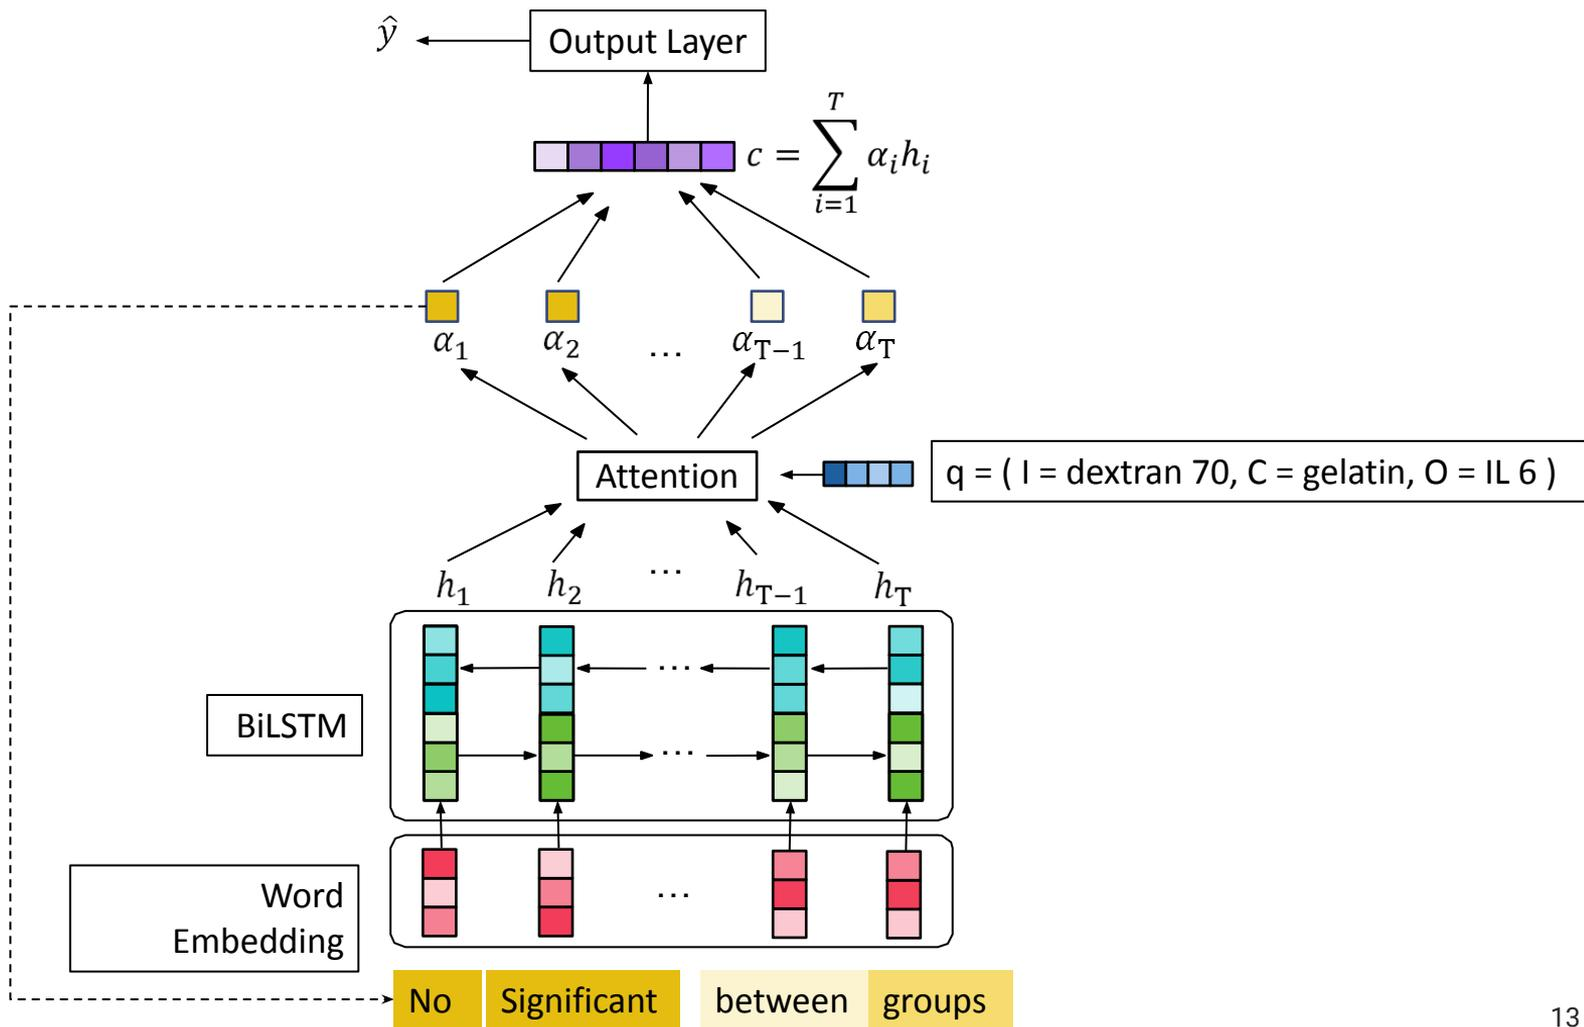 ŷ
Output Layer
c = \sum_{i=1}^{T} α_i h_i
α_1 α_2 ... α_{T−1} α_T
Attention
q = ( I = dextran 70, C = gelatin, O = IL 6 )
h_1 h_2 ... h_{T−1} h_T
...
BiLSTM
...
Word
Embedding
...
No Significant between groups
13